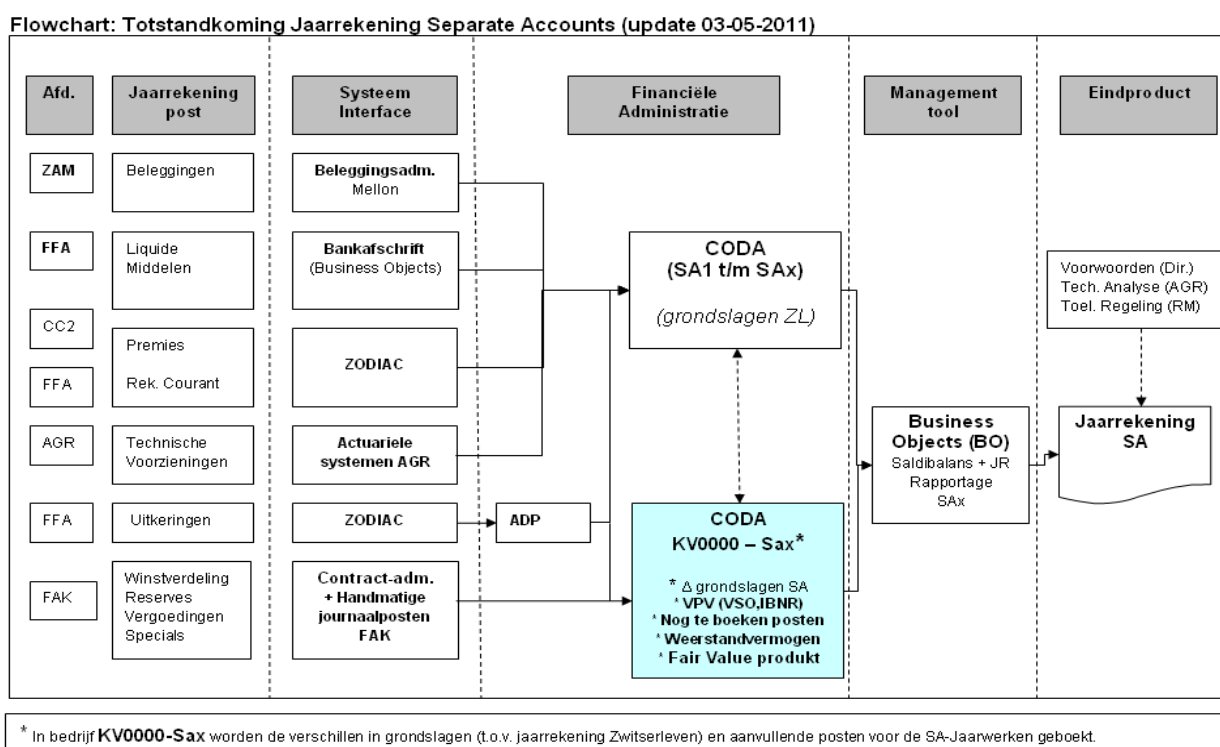 Flowchart: Totstandkoming Jaarrekening Separate Accounts (update 03-05-2011)
Afd.
Jaarrekening
post
Systeem
Interface
Financiële
Administratie
Management
tool
Eindproduct
ZAM
Beleggingen
Beleggingsadm.
Mellon
FFA
Liquide
Middelen
Bankafschrift
(Business Objects)
CC2
FFA
Premies
Rek. Courant
ZODIAC
AGR
Technische
Voorzieningen
Actuariele
systemen AGR
FFA
Uitkeringen
ZODIAC
ADP
FAK
Winstverdeling
Reserves
Vergoedingen
Specials
Contract-adm.
+ Handmatige
journaalposten
FAK
CODA
(SA1 t/m SAx)
(grondslagen ZL)
CODA
KV0000 – Sax*
* Δ grondslagen SA
* VPV (VSO,IBNR)
* Nog te boeken posten
* Weerstandvermogen
* Fair Value produkt
Business
Objects (BO)
Saldibalans + JR
Rapportage
SAx
Voorwoorden (Dir.)
Tech. Analyse (AGR)
Toel. Regeling (RM)
Jaarrekening
SA
* In bedrijf KV0000-Sax worden de verschillen in grondslagen (t.o.v. jaarrekening Zwitserleven) en aanvullende posten voor de SA-Jaarwerken geboekt.